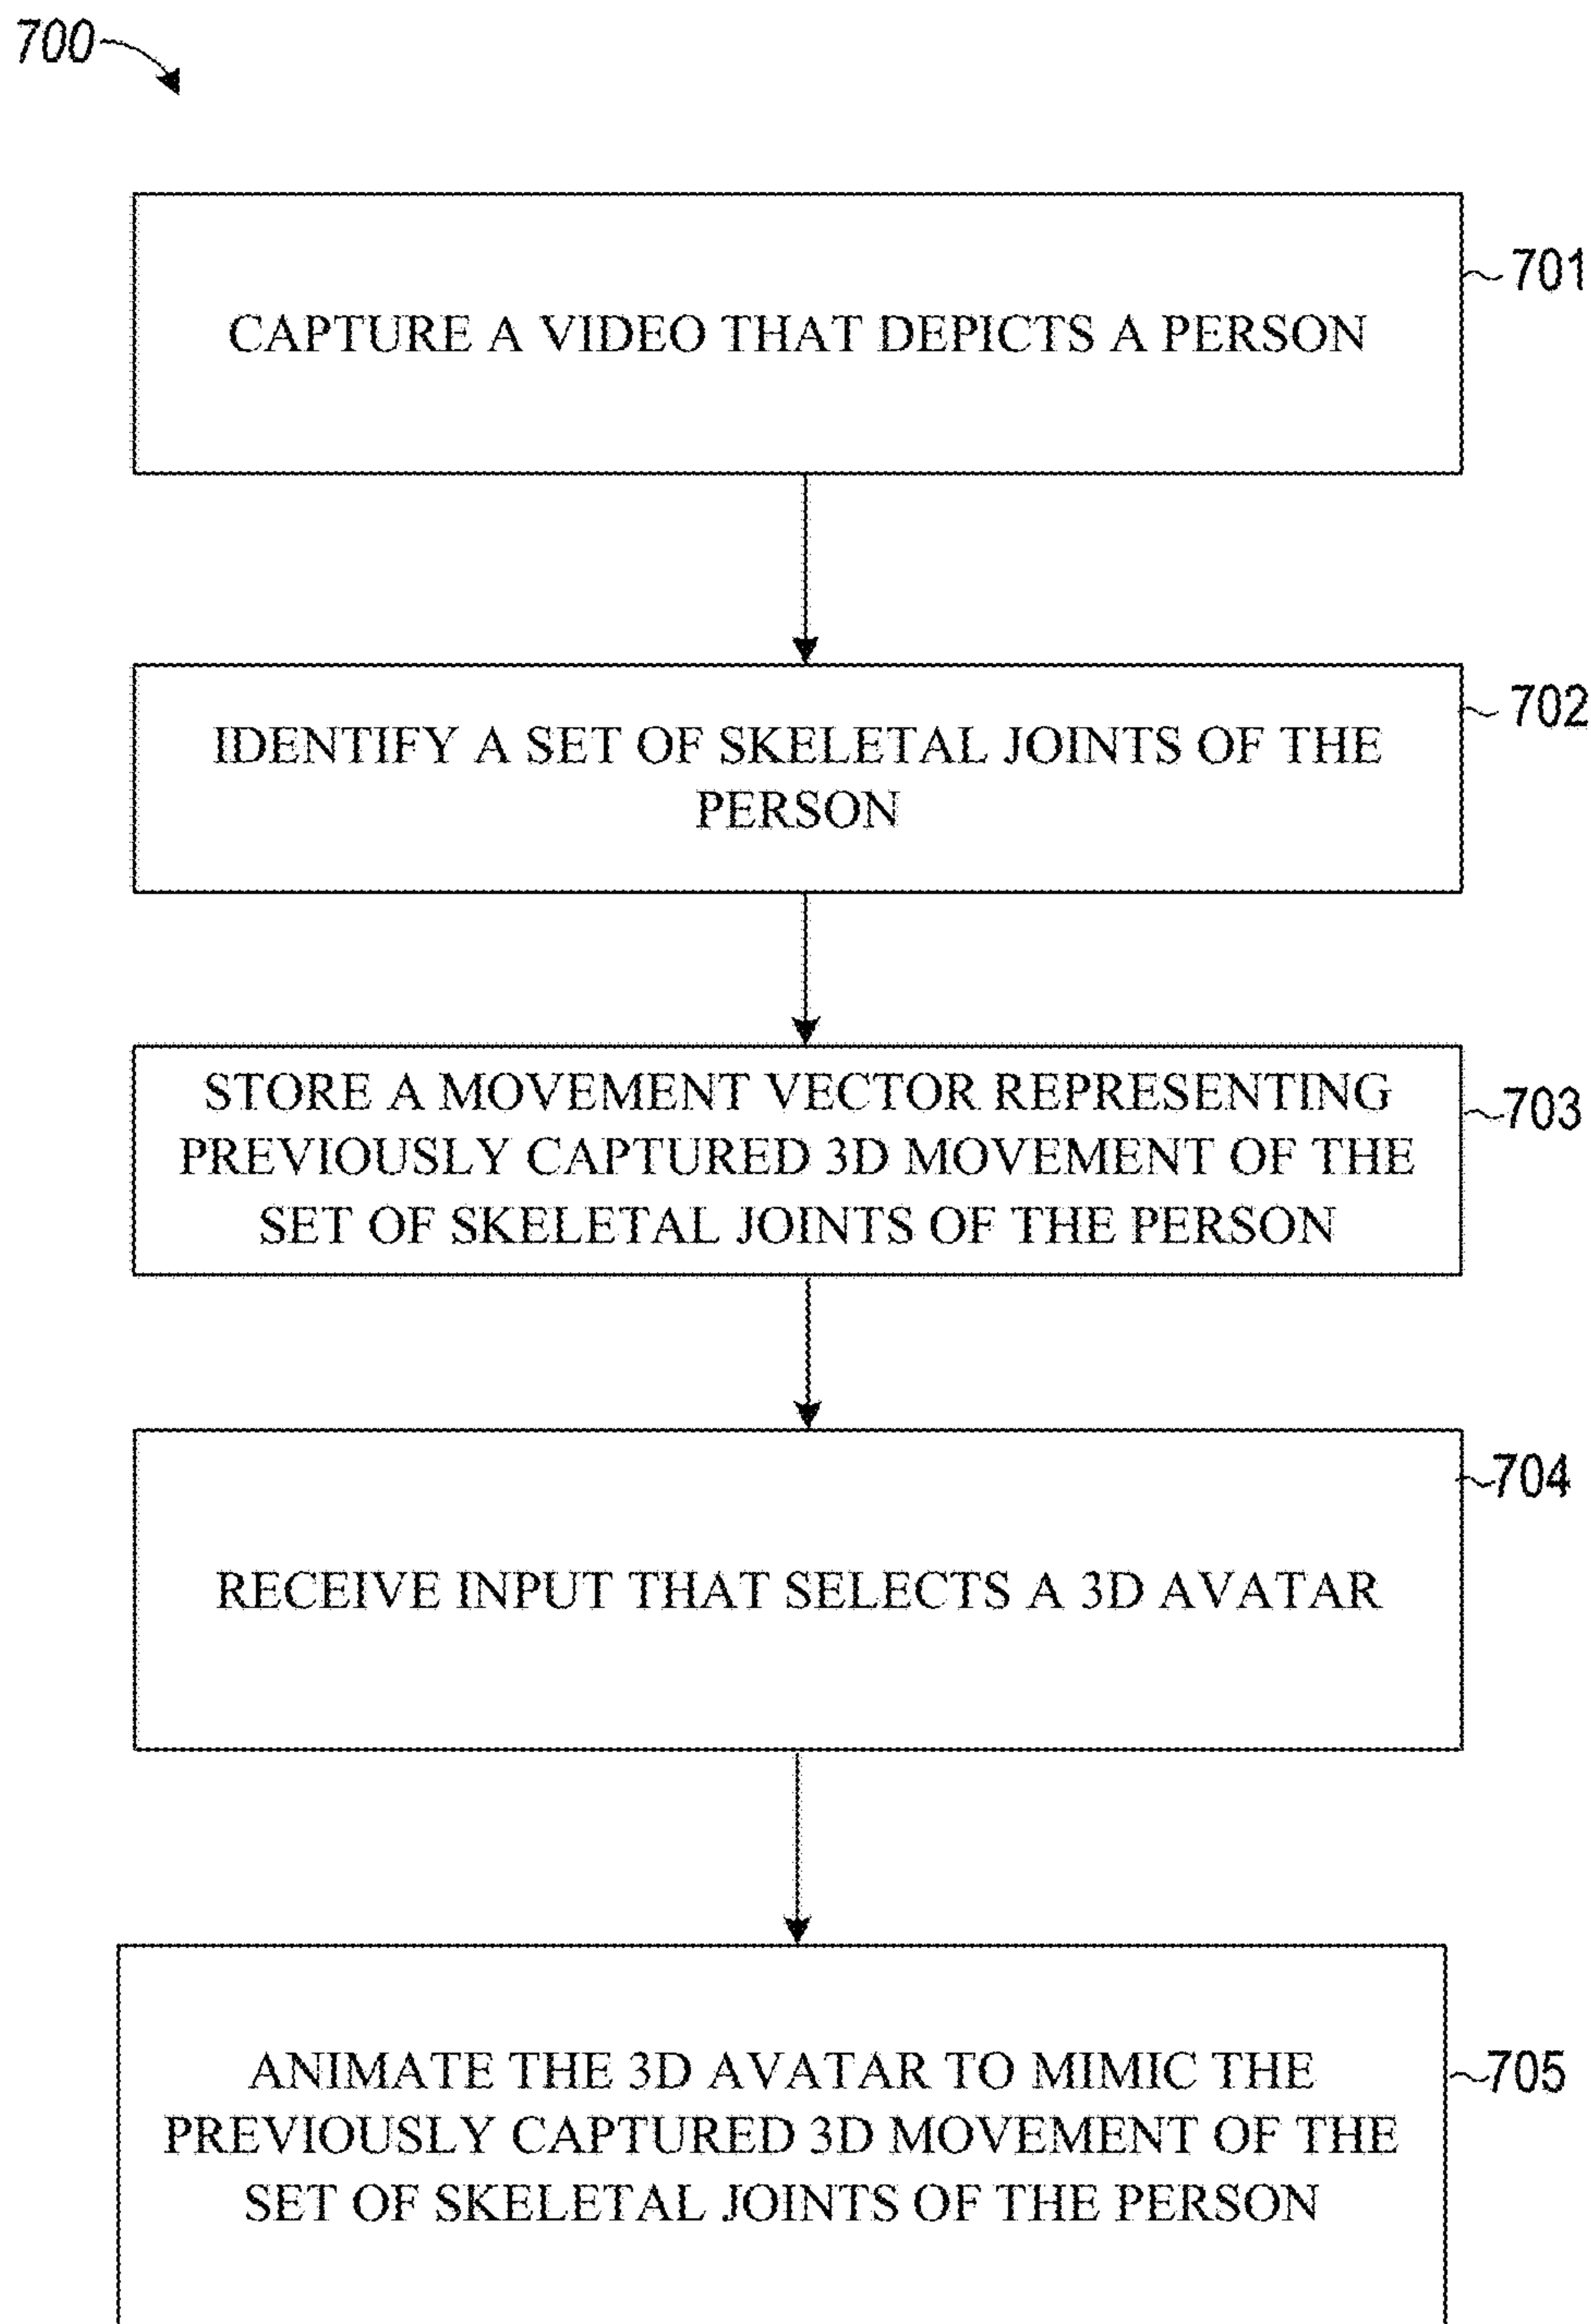 700
701
CAPTURE A VIDEO THAT DEPICTS A PERSON
702
IDENTIFY A SET OF SKELETAL JOINTS OF THE
PERSON
STORE A MOVEMENT VECTOR REPRESENTING
703
PREVIOUSLY CAPTURED 3D MOVEMENT OF THE
SET OF SKELETAL JOINTS OF THE PERSON
704
RECEIVE INPUT THAT SELECTS A 3D AVATAR
ANIMATE THE 3D AVATAR TO MIMIC THE
705
PREVIOUSLY CAPTURED 3D MOVEMENT OF THE
SET OF SKELETAL JOINTS OF THE PERSON